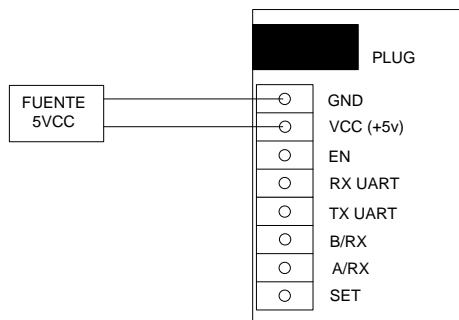 PLUG
FUENTE
5VCC
GND
VCC (+5v)
EN
RX UART
TX UART
B/RX
A/RX
SET